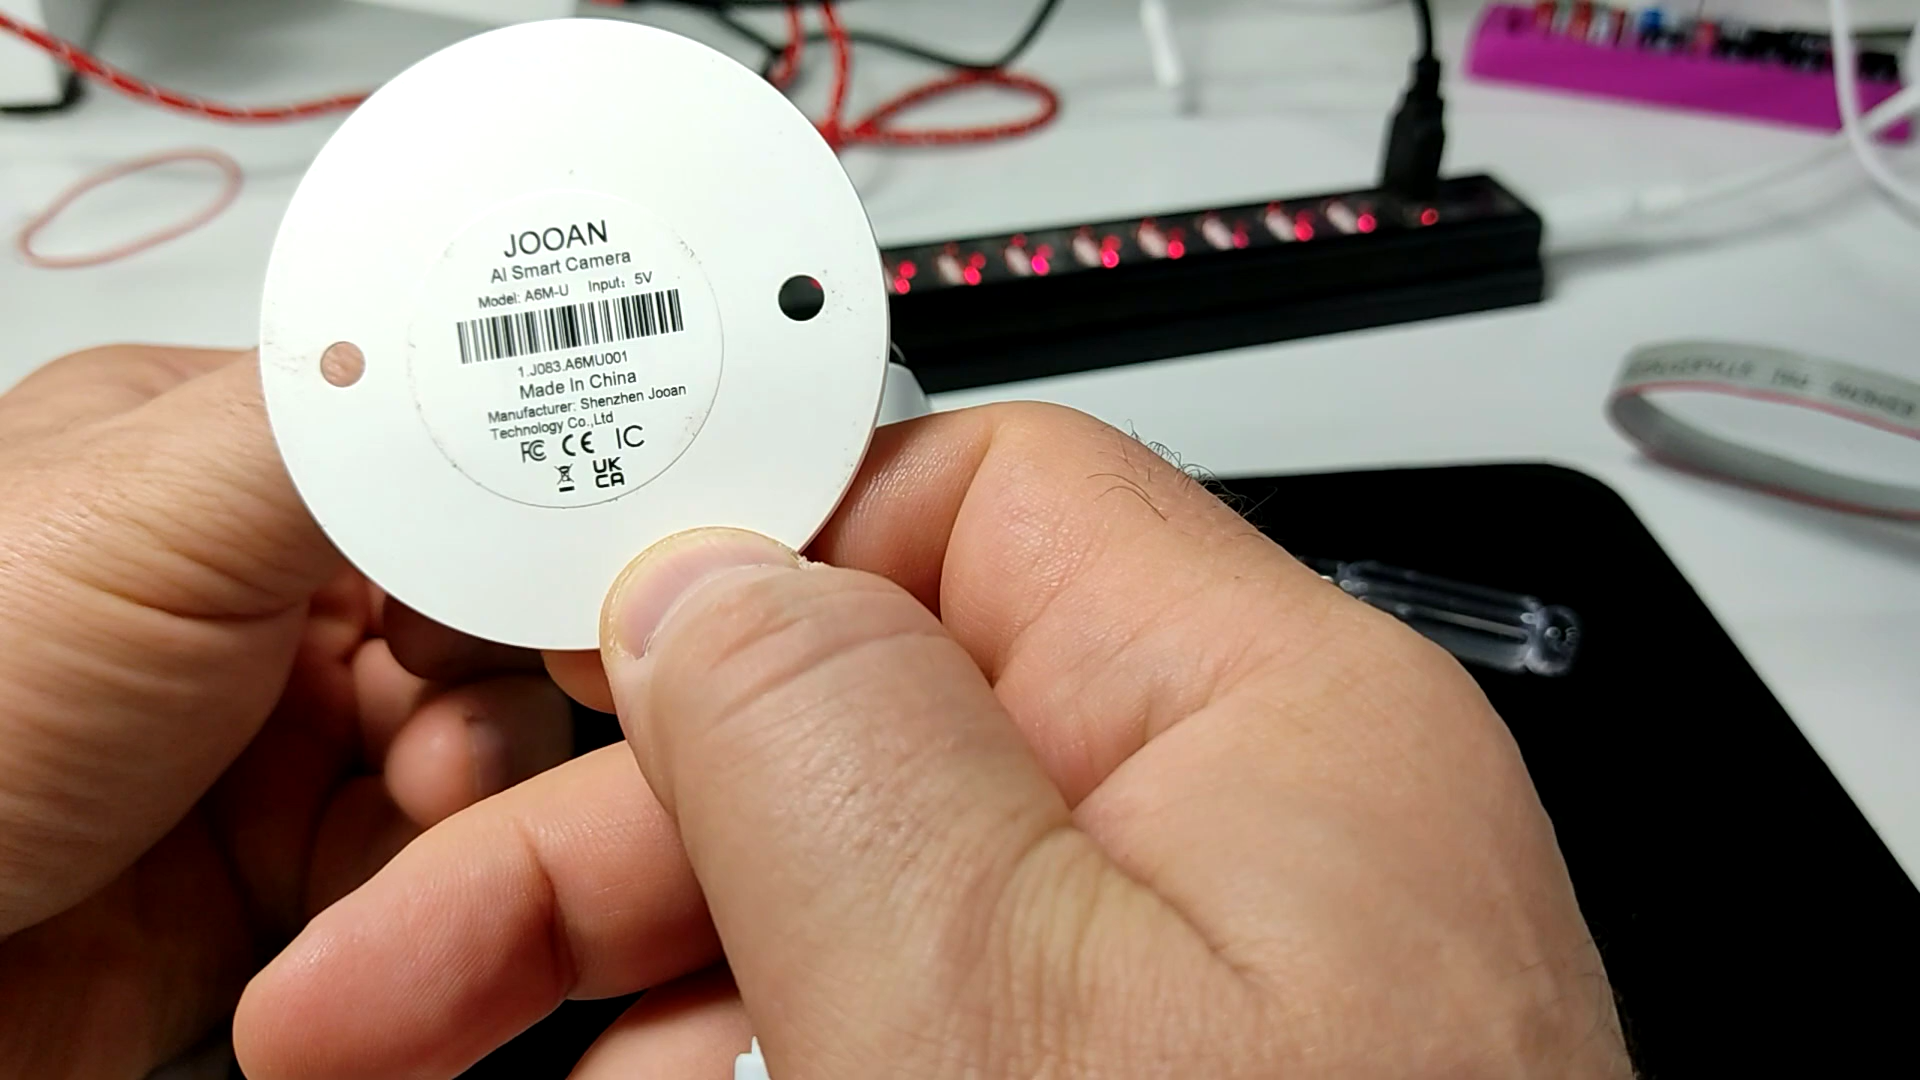 JOOAN
AI Smart Camera
Model: A6M-U Input: 5V
1.J083.A6MU001
Made In China
Manufacturer: Shenzhen Jooan
Technology Co.,Ltd
FC CE IC
UK
CA